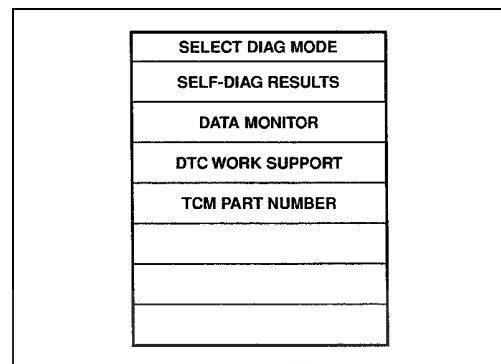 SELECT DIAG MODE
SELF-DIAG RESULTS
DATA MONITOR
DTC WORK SUPPORT
TCM PART NUMBER